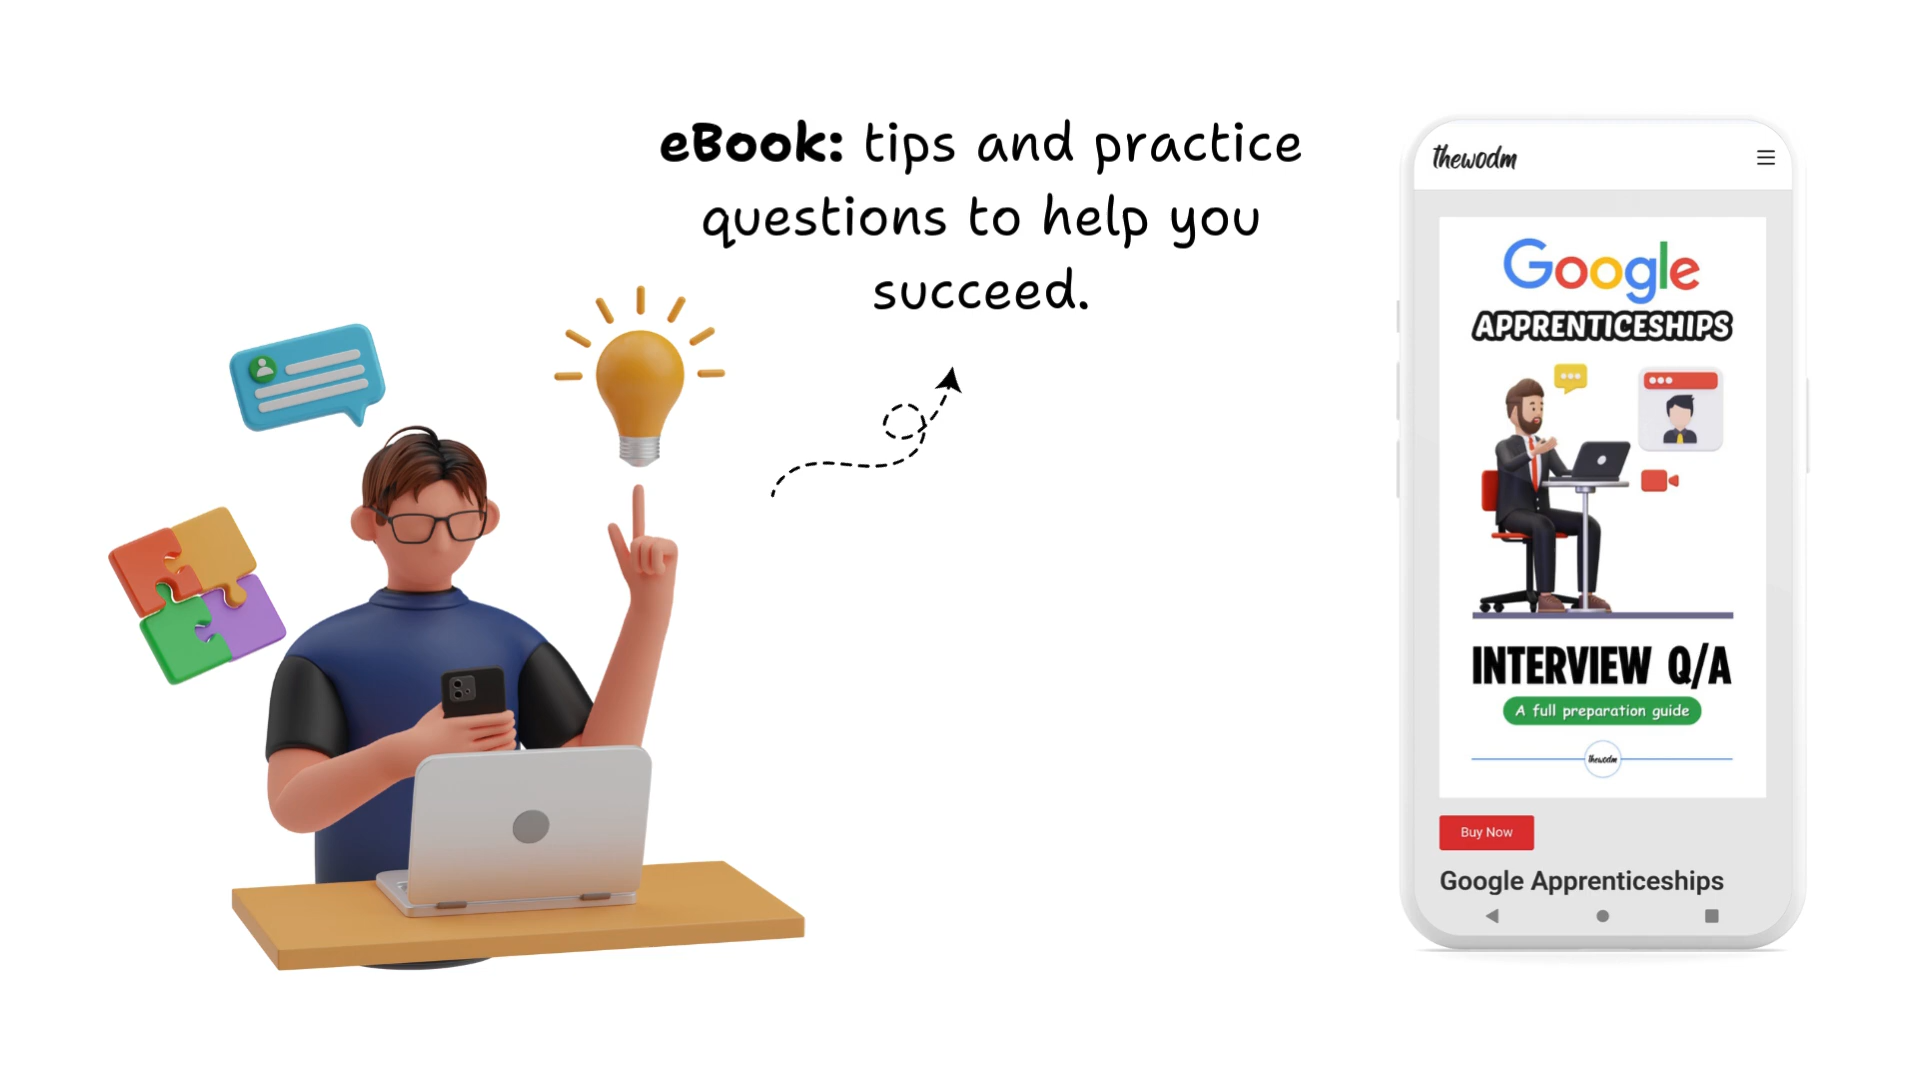 eBook: tips and practice
questions to help you
succeed.
thewodm
Google
APPRENTICESHIPS
INTERVIEW Q/A
A full preparation guide
thewodm
Buy Now
Google Apprenticeships